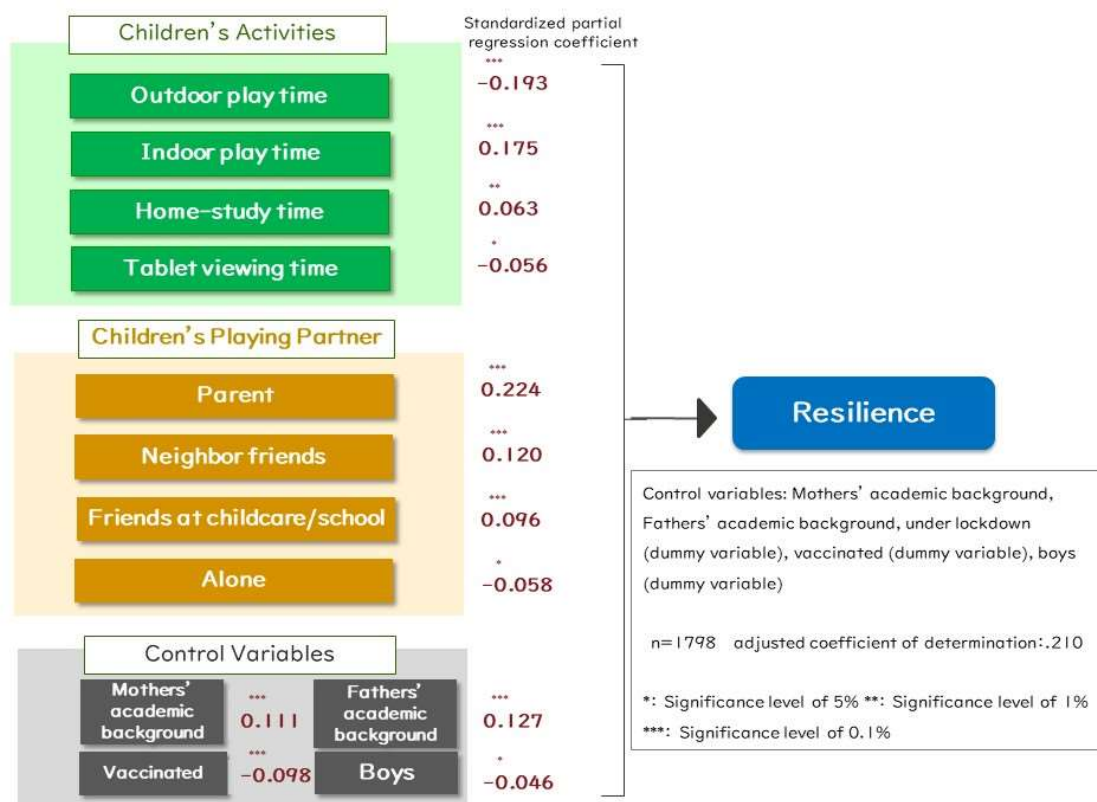 Children's Activities
Standardized partial
regression coefficient
Outdoor play time
***
-0.193
Indoor play time
***
0.175
Home-study time
**
0.063
Tablet viewing time
*
-0.056
Children's Playing Partner
Parent
***
0.224
Neighbor friends
***
0.120
Friends at childcare/school
***
0.096
Alone
*
-0.058
Control Variables
Mothers'
academic
background
***
0.111
Fathers'
academic
background
***
0.127
Vaccinated
***
-0.098
Boys
*
-0.046
Resilience
Control variables: Mothers' academic background,
Fathers' academic background, under lockdown
(dummy variable), vaccinated (dummy variable), boys
(dummy variable)
n=1798 adjusted coefficient of determination:.210
*: Significance level of 5% **: Significance level of 1%
***: Significance level of 0.1%